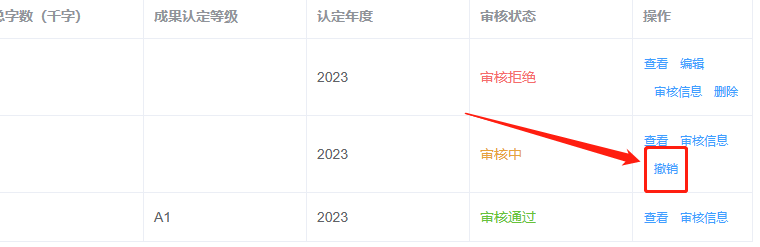 总字数（千字） 成果认定等级 认定年度 审核状态 操作
2023 审核拒绝 查看 编辑
审核信息 删除
2023 审核中 查看 审核信息
撤销
A1 2023 审核通过 查看 审核信息